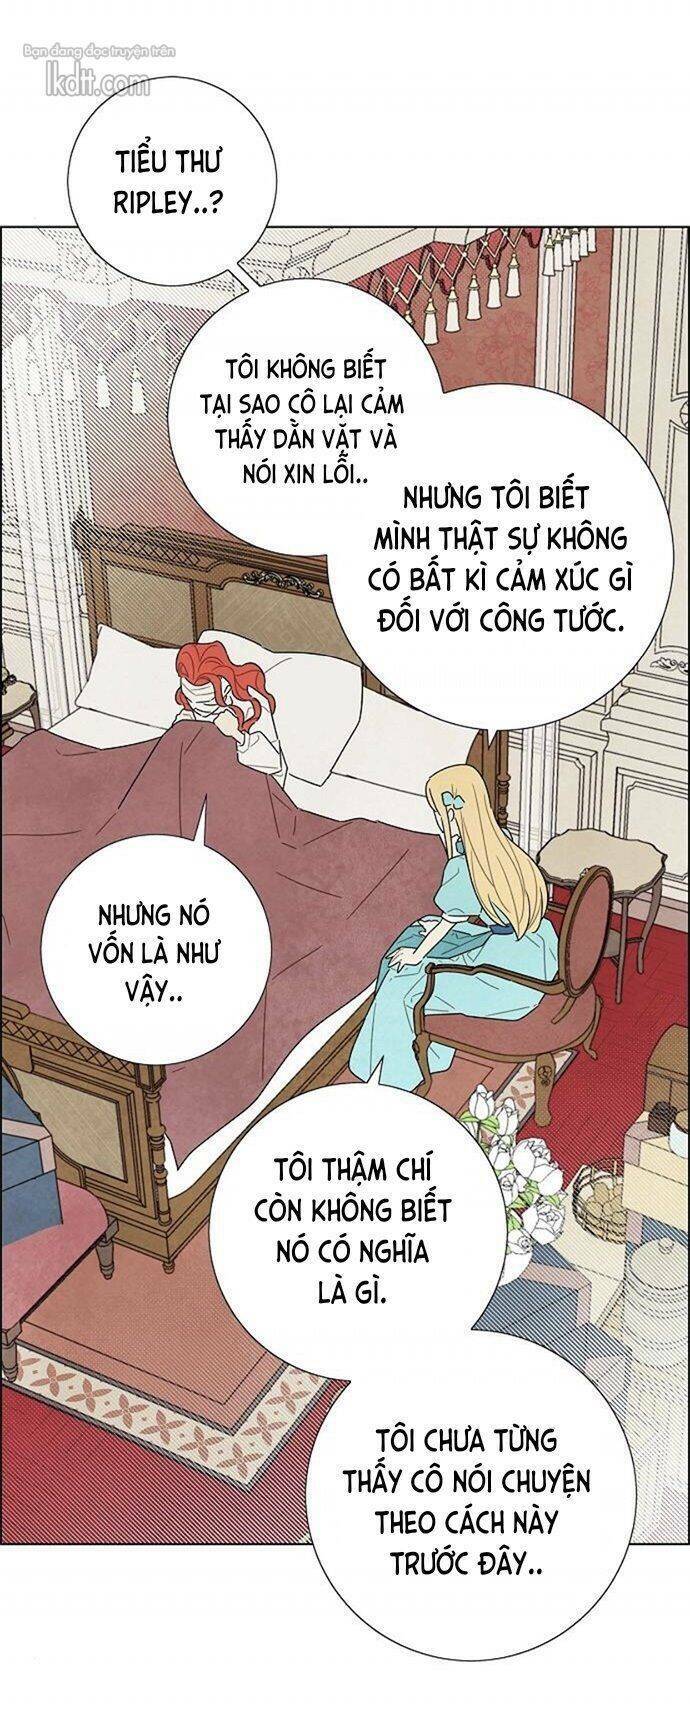 Bạn đang đọc truyện trên
lkdtt.com
TIỂU THƯ
RIPLEY..?
TÔI KHÔNG BIẾT
TẠI SAO CÔ LẠI CẢM
THẤY DẰN VẶT VÀ
NÓI XIN LỖI..
NHƯNG TÔI BIẾT
MÌNH THẬT SỰ KHÔNG
CÓ BẤT KÌ CẢM XÚC GÌ
ĐỐI VỚI CÔNG TƯỚC.
NHƯNG NÓ
VỐN LÀ NHƯ
VẬY..
TÔI THẬM CHÍ
CÒN KHÔNG BIẾT
NÓ CÓ NGHĨA
LÀ GÌ.
TÔI CHƯA TỪNG
THẤY CÔ NÓI CHUYỆN
THEO CÁCH NÀY
TRƯỚC ĐÂY..